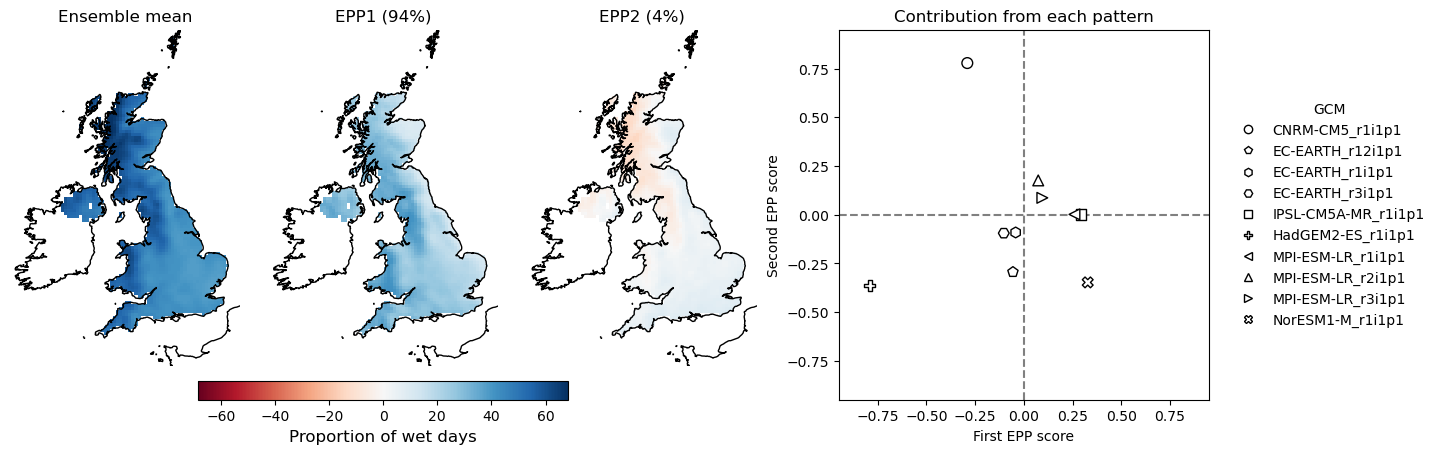 Ensemble mean
EPP1 (94%)
EPP2 (4%)
−60 −40 −20 0 20 40 60
Proportion of wet days
Contribution from each pattern
Second EPP score
0.75
0.50
0.25
0.00
−0.25
−0.50
−0.75
−0.75 −0.50 −0.25 0.00 0.25 0.50 0.75
First EPP score
GCM
CNRM-CM5_r1i1p1
EC-EARTH_r12i1p1
EC-EARTH_r1i1p1
EC-EARTH_r3i1p1
IPSL-CM5A-MR_r1i1p1
HadGEM2-ES_r1i1p1
MPI-ESM-LR_r1i1p1
MPI-ESM-LR_r2i1p1
MPI-ESM-LR_r3i1p1
NorESM1-M_r1i1p1